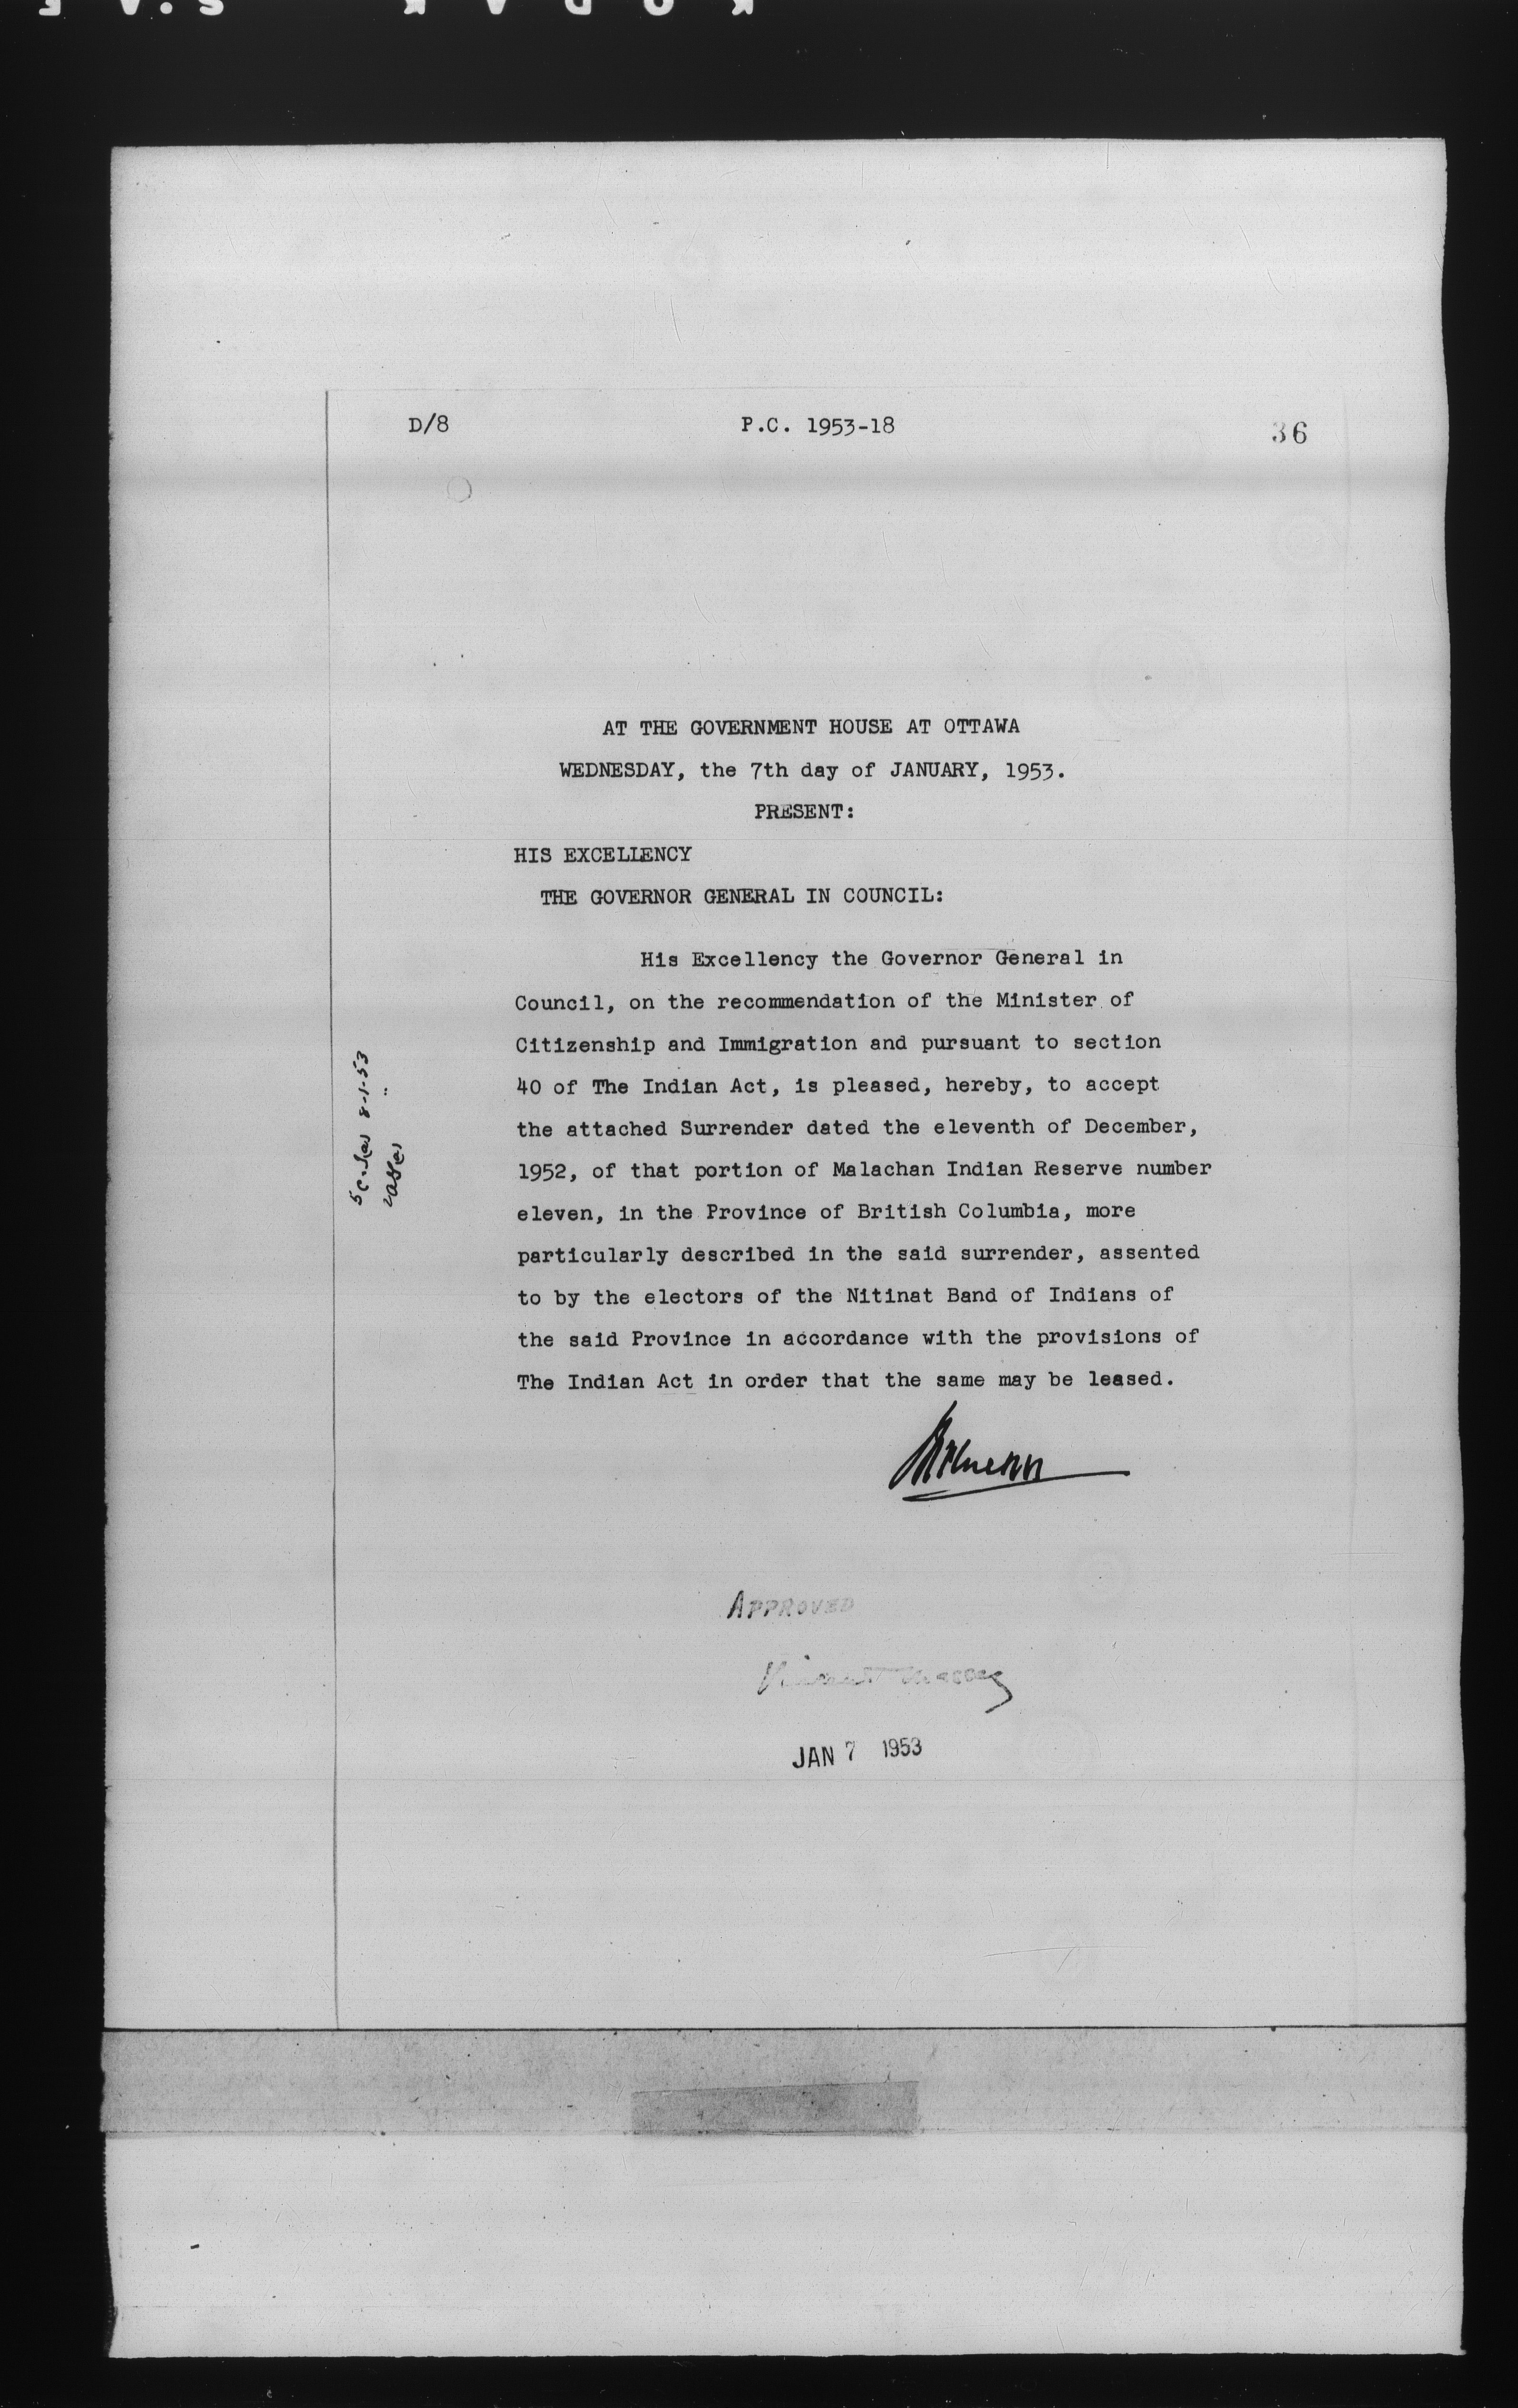 D/8 P.C. 1953-18 36
AT THE GOVERNMENT HOUSE AT OTTAWA
WEDNESDAY, the 7th day of JANUARY, 1953.
PRESENT:
HIS EXCELLENCY
THE GOVERNOR GENERAL IN COUNCIL:
His Excellency the Governor General in
Council, on the recommendation of the Minister of
Citizenship and Immigration and pursuant to section
40 of The Indian Act, is pleased, hereby, to accept
the attached Surrender dated the eleventh of December,
1952, of that portion of Malachan Indian Reserve number
eleven, in the Province of British Columbia, more
particularly described in the said surrender, assented
to by the electors of the Nitinat Band of Indians of
the said Province in accordance with the provisions of
The Indian Act in order that the same may be leased.
APPROVED
Vincent Massey
JAN 7 1953
8-1-53